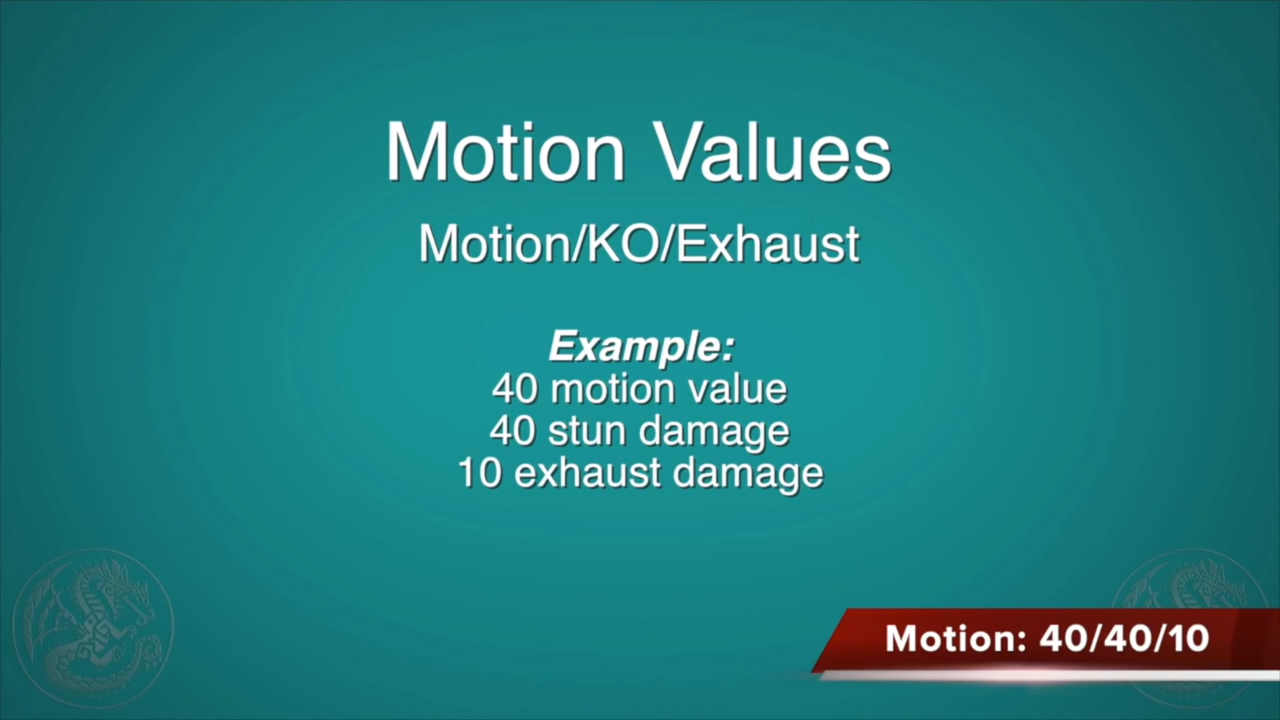 Motion Values
Motion/KO/Exhaust
Example:
40 motion value
40 stun damage
10 exhaust damage
Motion: 40/40/10